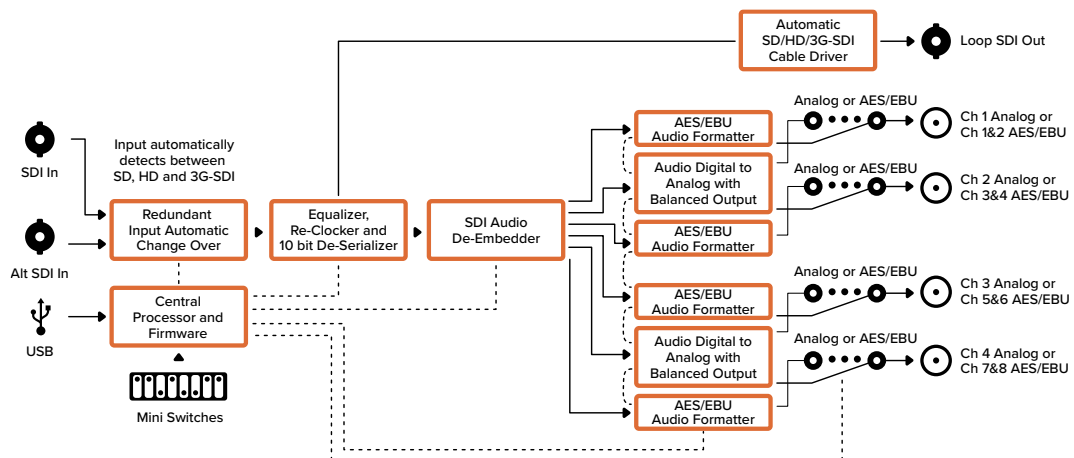 Automatic
SD/HD/3G-SDI
Cable Driver
Loop SDI Out
SDI In
Input automatically
detects between
SD, HD and 3G-SDI
Alt SDI In
Redundant
Input Automatic
Change Over
Equalizer,
Re-Clocker and
10 bit De-Serializer
SDI Audio
De-Embedder
USB
Central
Processor and
Firmware
Mini Switches
AES/EBU
Audio Formatter
Audio Digital to
Analog with
Balanced Output
AES/EBU
Audio Formatter
AES/EBU
Audio Formatter
Audio Digital to
Analog with
Balanced Output
AES/EBU
Audio Formatter
Analog or AES/EBU
Ch 1 Analog or
Ch 1&2 AES/EBU
Analog or AES/EBU
Ch 2 Analog or
Ch 3&4 AES/EBU
Analog or AES/EBU
Ch 3 Analog or
Ch 5&6 AES/EBU
Analog or AES/EBU
Ch 4 Analog or
Ch 7&8 AES/EBU